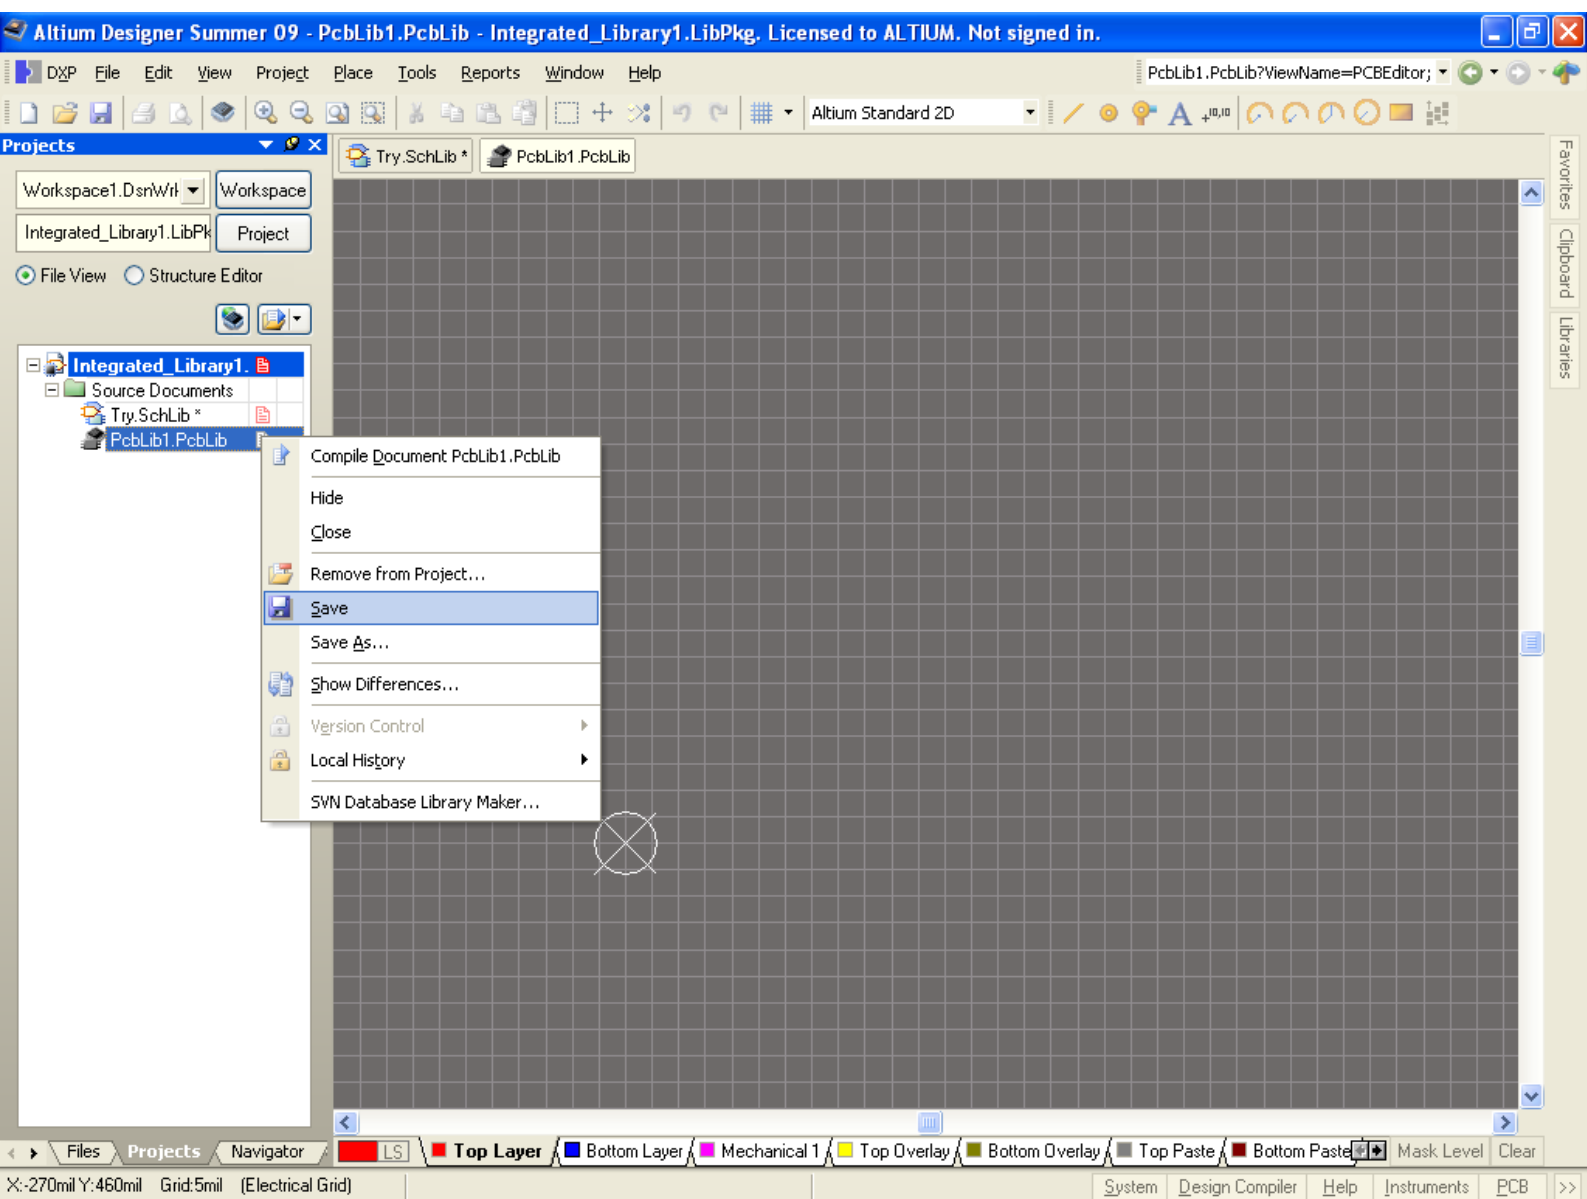 Altium Designer Summer 09 - PcbLib1.PcbLib - Integrated_Library1.LibPkg. Licensed to ALTIUM. Not signed in.
DXP File Edit View Project Place Tools Reports Window Help PcbLib1.PcbLib?ViewName=PCBEditor;
Altium Standard 2D A +10,10
Projects
Try.SchLib * PcbLib1.PcbLib
Workspace1.DsnWrk Workspace
Integrated_Library1.LibPk Project
File View Structure Editor
Integrated_Library1.
Source Documents
Try.SchLib *
PcbLib1.PcbLib
Compile Document PcbLib1.PcbLib
Hide
Close
Remove from Project...
Save
Save As...
Show Differences...
Version Control
Local History
SVN Database Library Maker...
Favorites
Clipboard
Libraries
Files Projects Navigator LS Top Layer Bottom Layer Mechanical 1 Top Overlay Bottom Overlay Top Paste Bottom Paste Mask Level Clear
X:-270mil Y:460mil Grid:5mil (Electrical Grid) System Design Compiler Help Instruments PCB >>